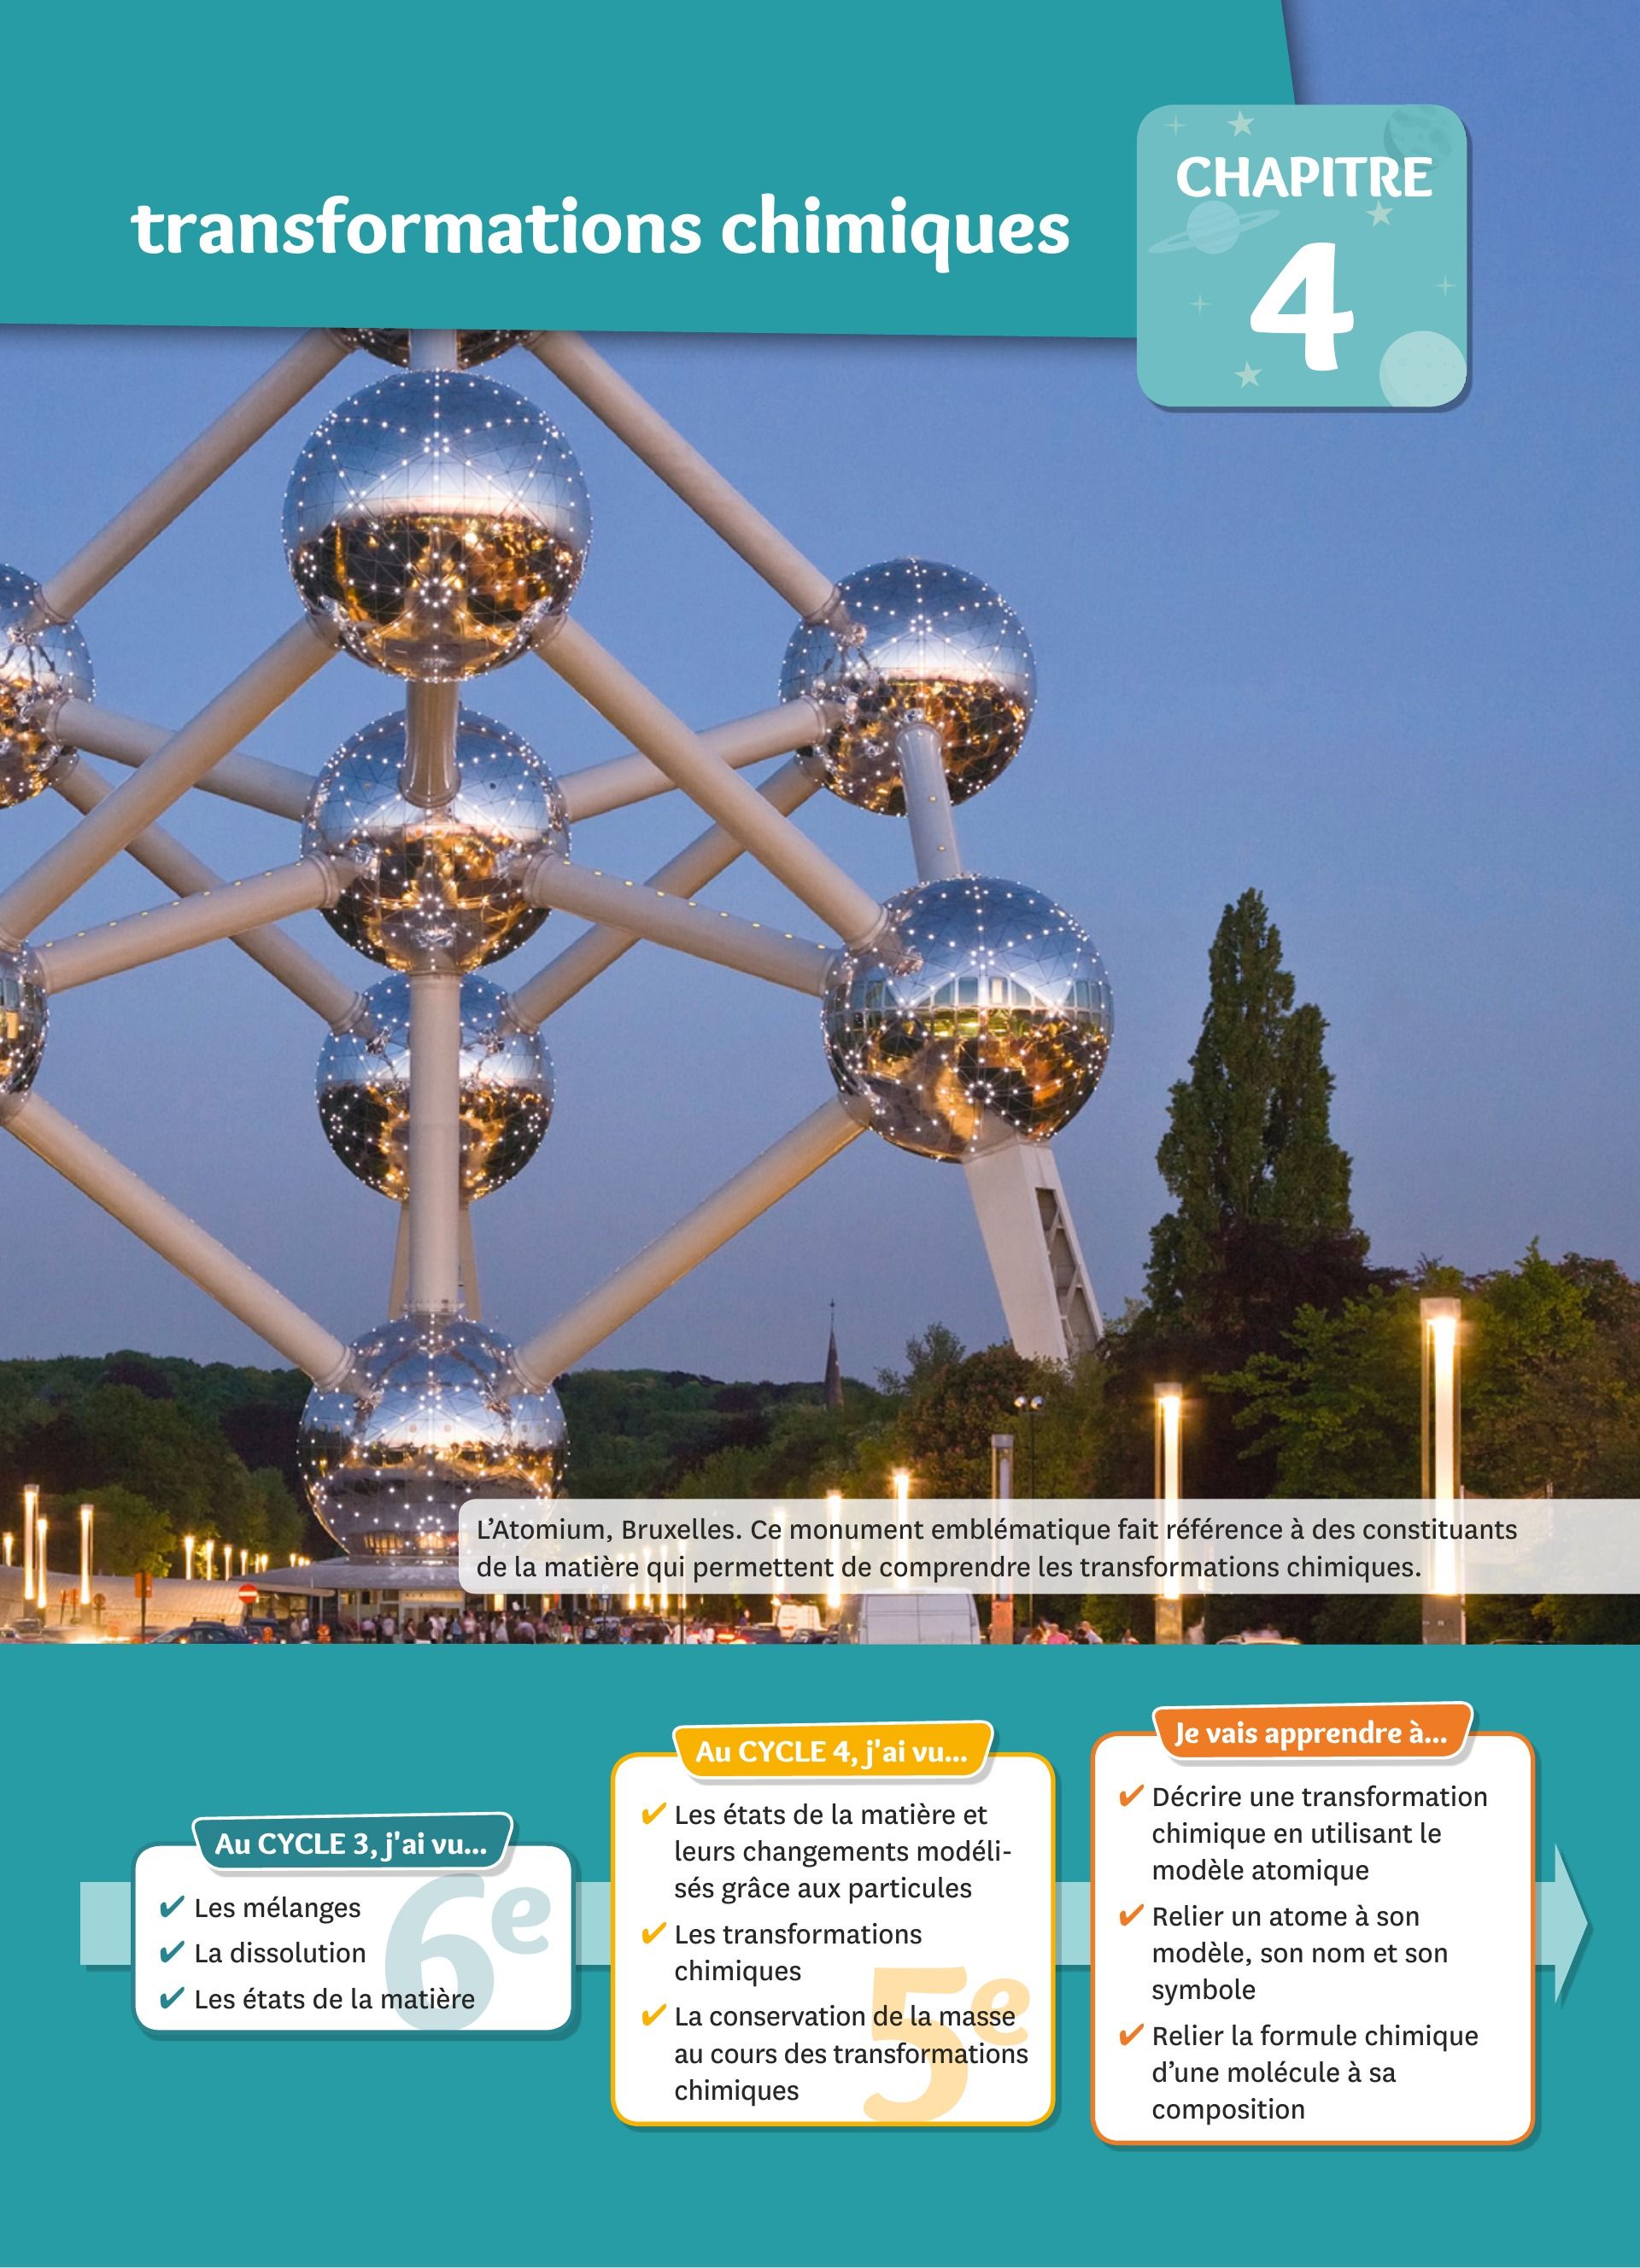 transformations chimiques
CHAPITRE
4
L'Atomium, Bruxelles. Ce monument emblématique fait référence à des constituants
de la matière qui permettent de comprendre les transformations chimiques.
Au CYCLE 3, j'ai vu...
✔ Les mélanges
✔ La dissolution
✔ Les états de la matière
6e
Au CYCLE 4, j'ai vu...
✔ Les états de la matière et
leurs changements modéli-
sés grâce aux particules
✔ Les transformations
chimiques
✔ La conservation de la masse
au cours des transformations
chimiques
5e
Je vais apprendre à...
✔ Décrire une transformation
chimique en utilisant le
modèle atomique
✔ Relier un atome à son
modèle, son nom et son
symbole
✔ Relier la formule chimique
d'une molécule à sa
composition